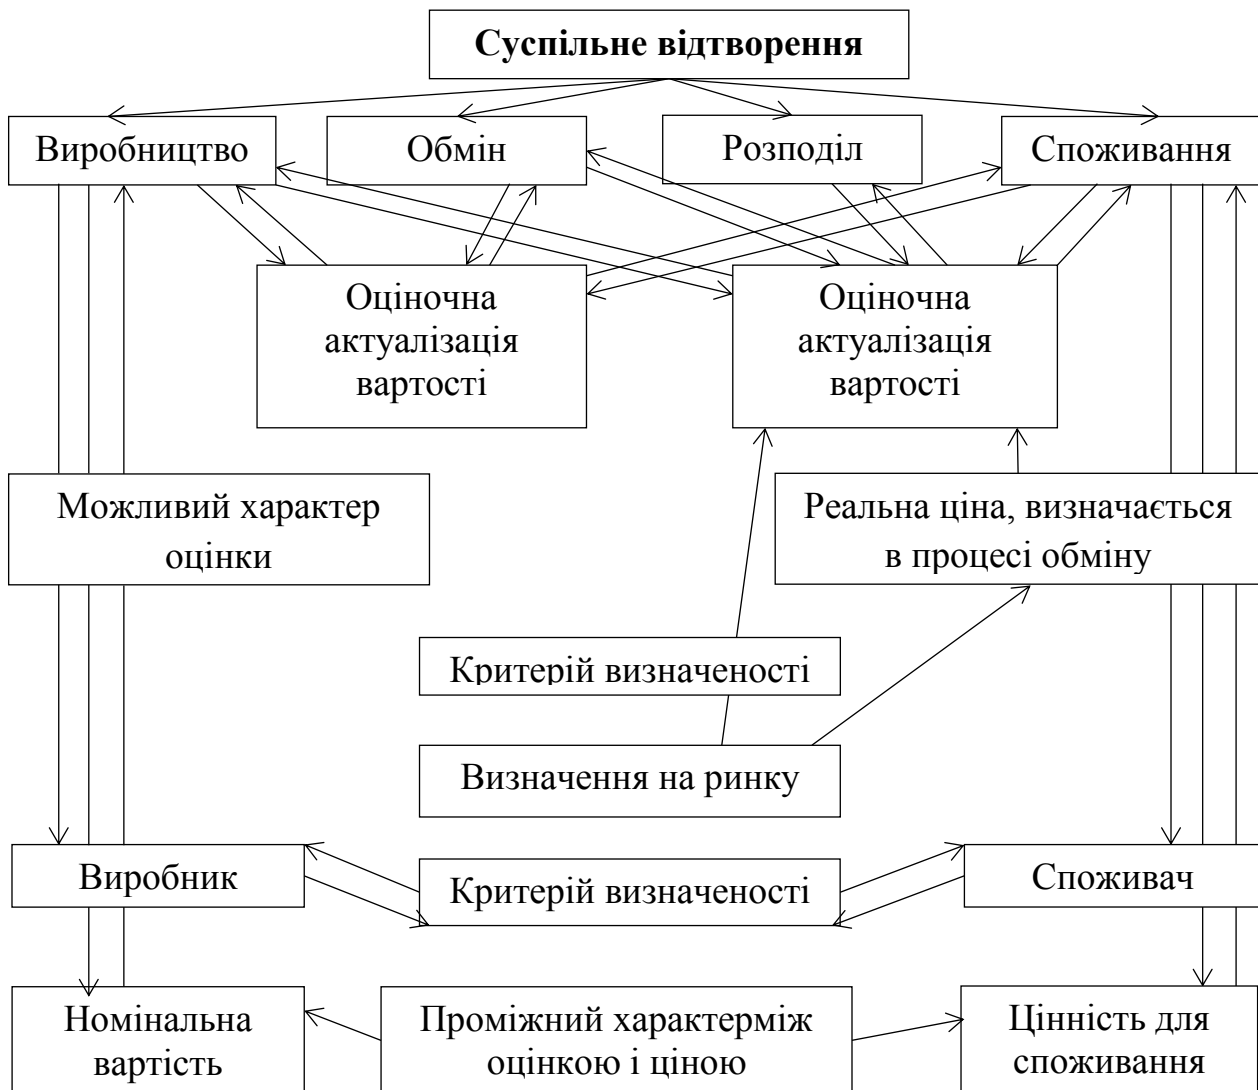 Суспільне відтворення
Виробництво
Обмін
Розподіл
Споживання
Оціночна
актуалізація
вартості
Оціночна
актуалізація
вартості
Можливий характер
оцінки
Реальна ціна, визначається
в процесі обміну
Критерій визначеності
Визначення на ринку
Виробник
Критерій визначеності
Споживач
Номінальна
вартість
Проміжний характерміж
оцінкою і ціною
Цінність для
споживання